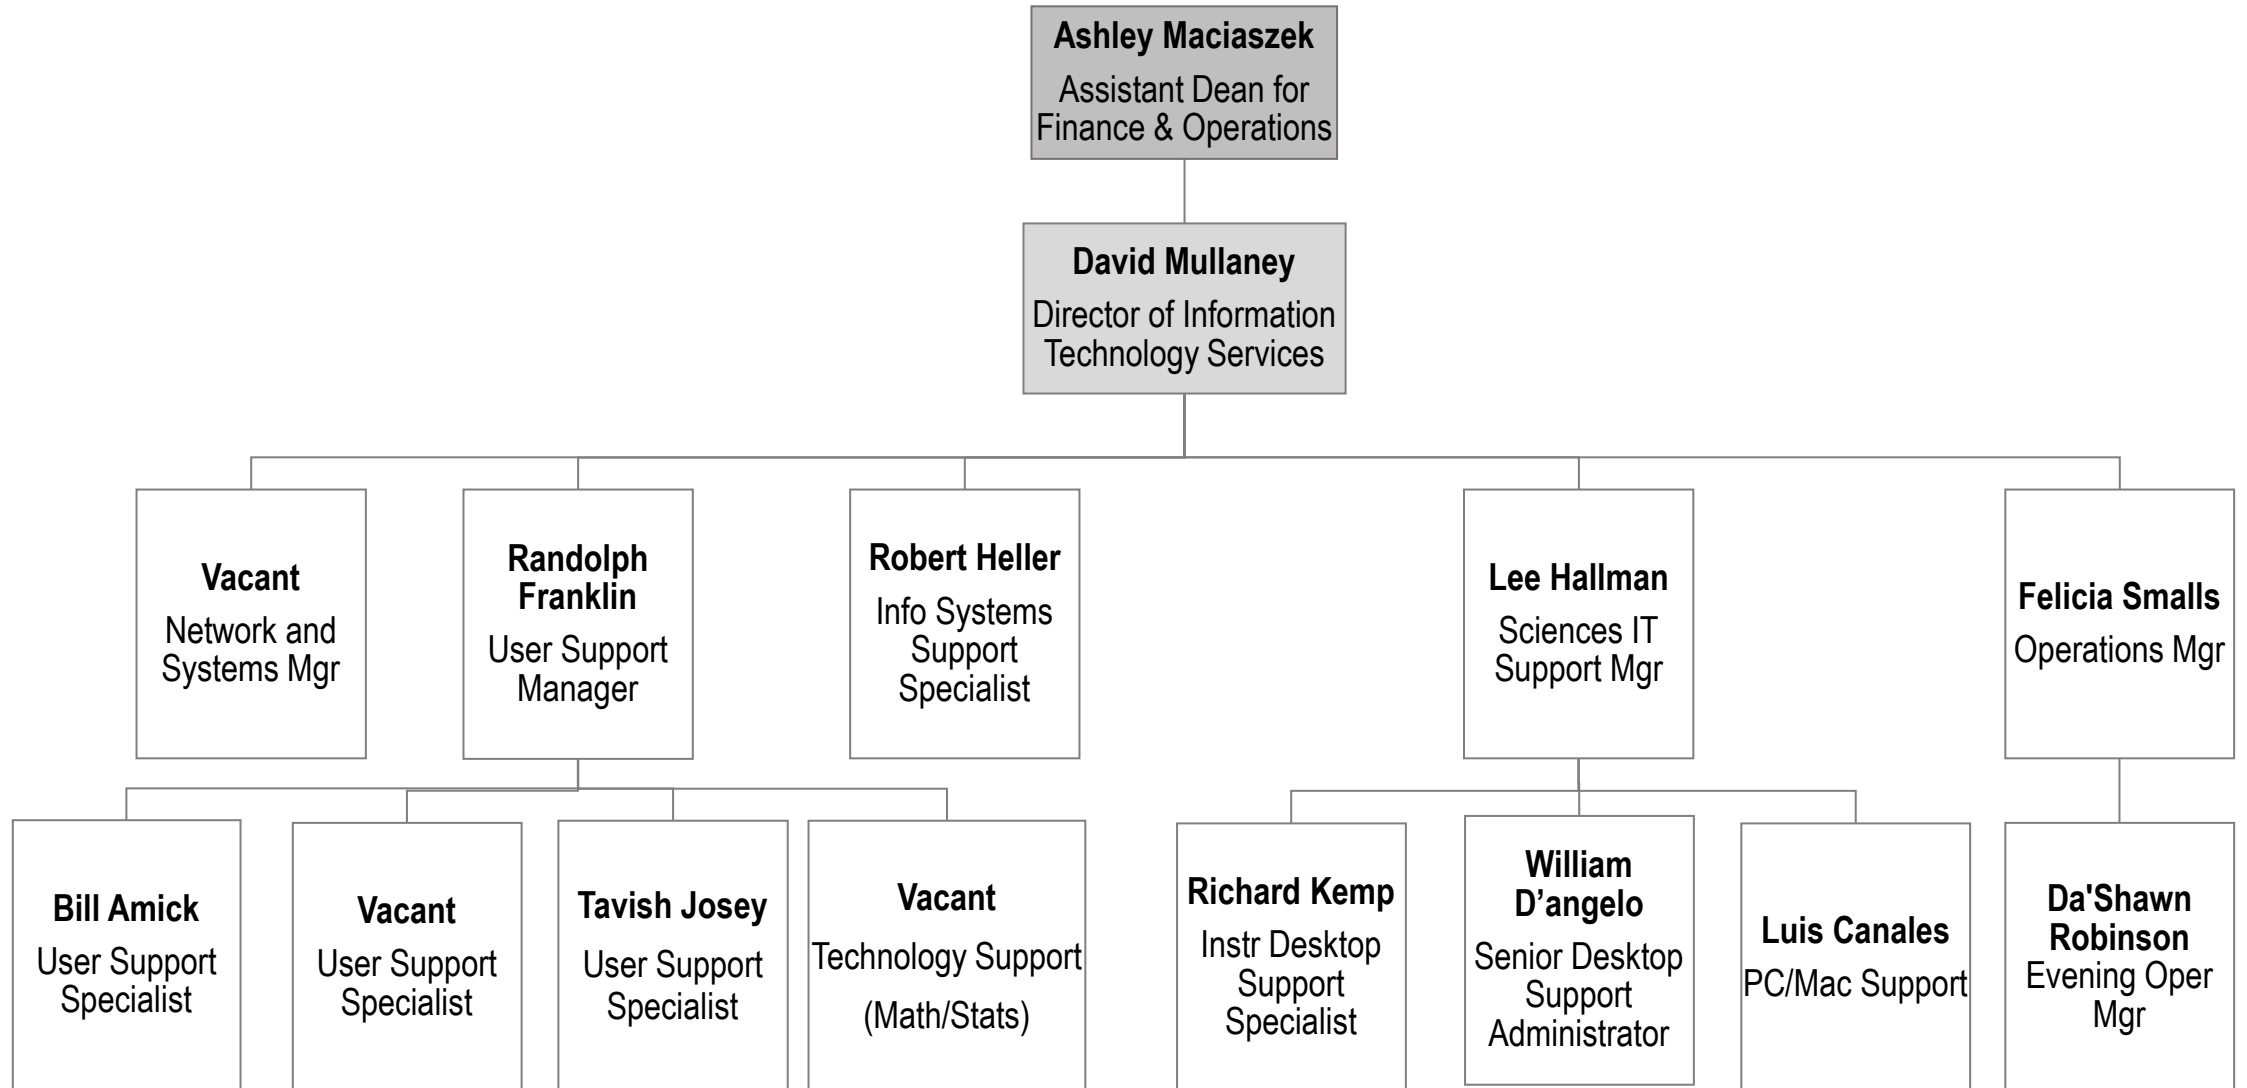 Ashley Maciaszek
Assistant Dean for
Finance & Operations
David Mullaney
Director of Information
Technology Services
Vacant
Network and
Systems Mgr
Randolph
Franklin
User Support
Manager
Robert Heller
Info Systems
Support
Specialist
Lee Hallman
Sciences IT
Support Mgr
Felicia Smalls
Operations Mgr
Bill Amick
User Support
Specialist
Vacant
User Support
Specialist
Tavish Josey
User Support
Specialist
Vacant
Technology Support
(Math/Stats)
Richard Kemp
Instr Desktop
Support
Specialist
William
D’angelo
Senior Desktop
Support
Administrator
Luis Canales
PC/Mac Support
Da'Shawn
Robinson
Evening Oper
Mgr